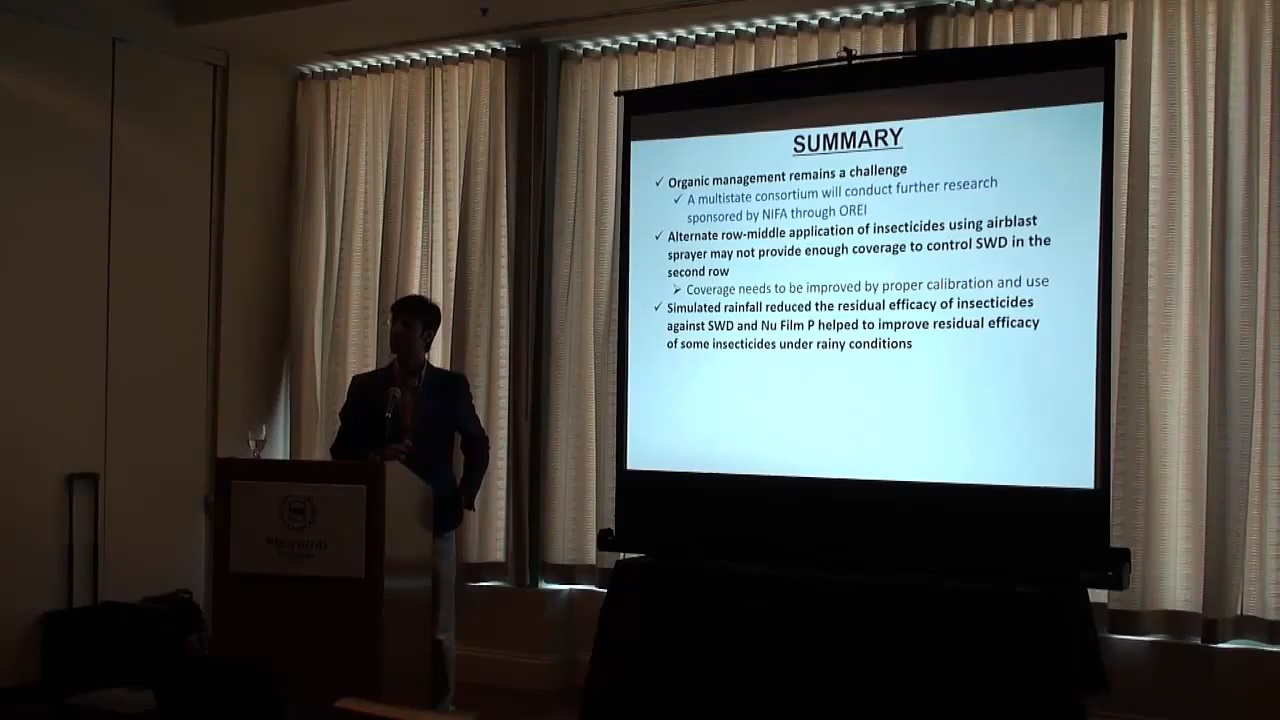 SUMMARY
✓ Organic management remains a challenge
✓ A multistate consortium will conduct further research
sponsored by NIFA through OREI
✓ Alternate row-middle application of insecticides using airblast
sprayer may not provide enough coverage to control SWD in the
second row
➢ Coverage needs to be improved by proper calibration and use
✓ Simulated rainfall reduced the residual efficacy of insecticides
against SWD and Nu Film P helped to improve residual efficacy
of some insecticides under rainy conditions